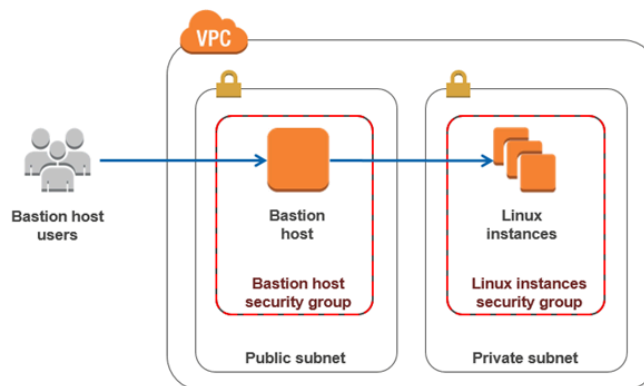 VPC
Bastion host
users
Bastion
host
Linux
instances
Bastion host
security group
Linux instances
security group
Public subnet
Private subnet